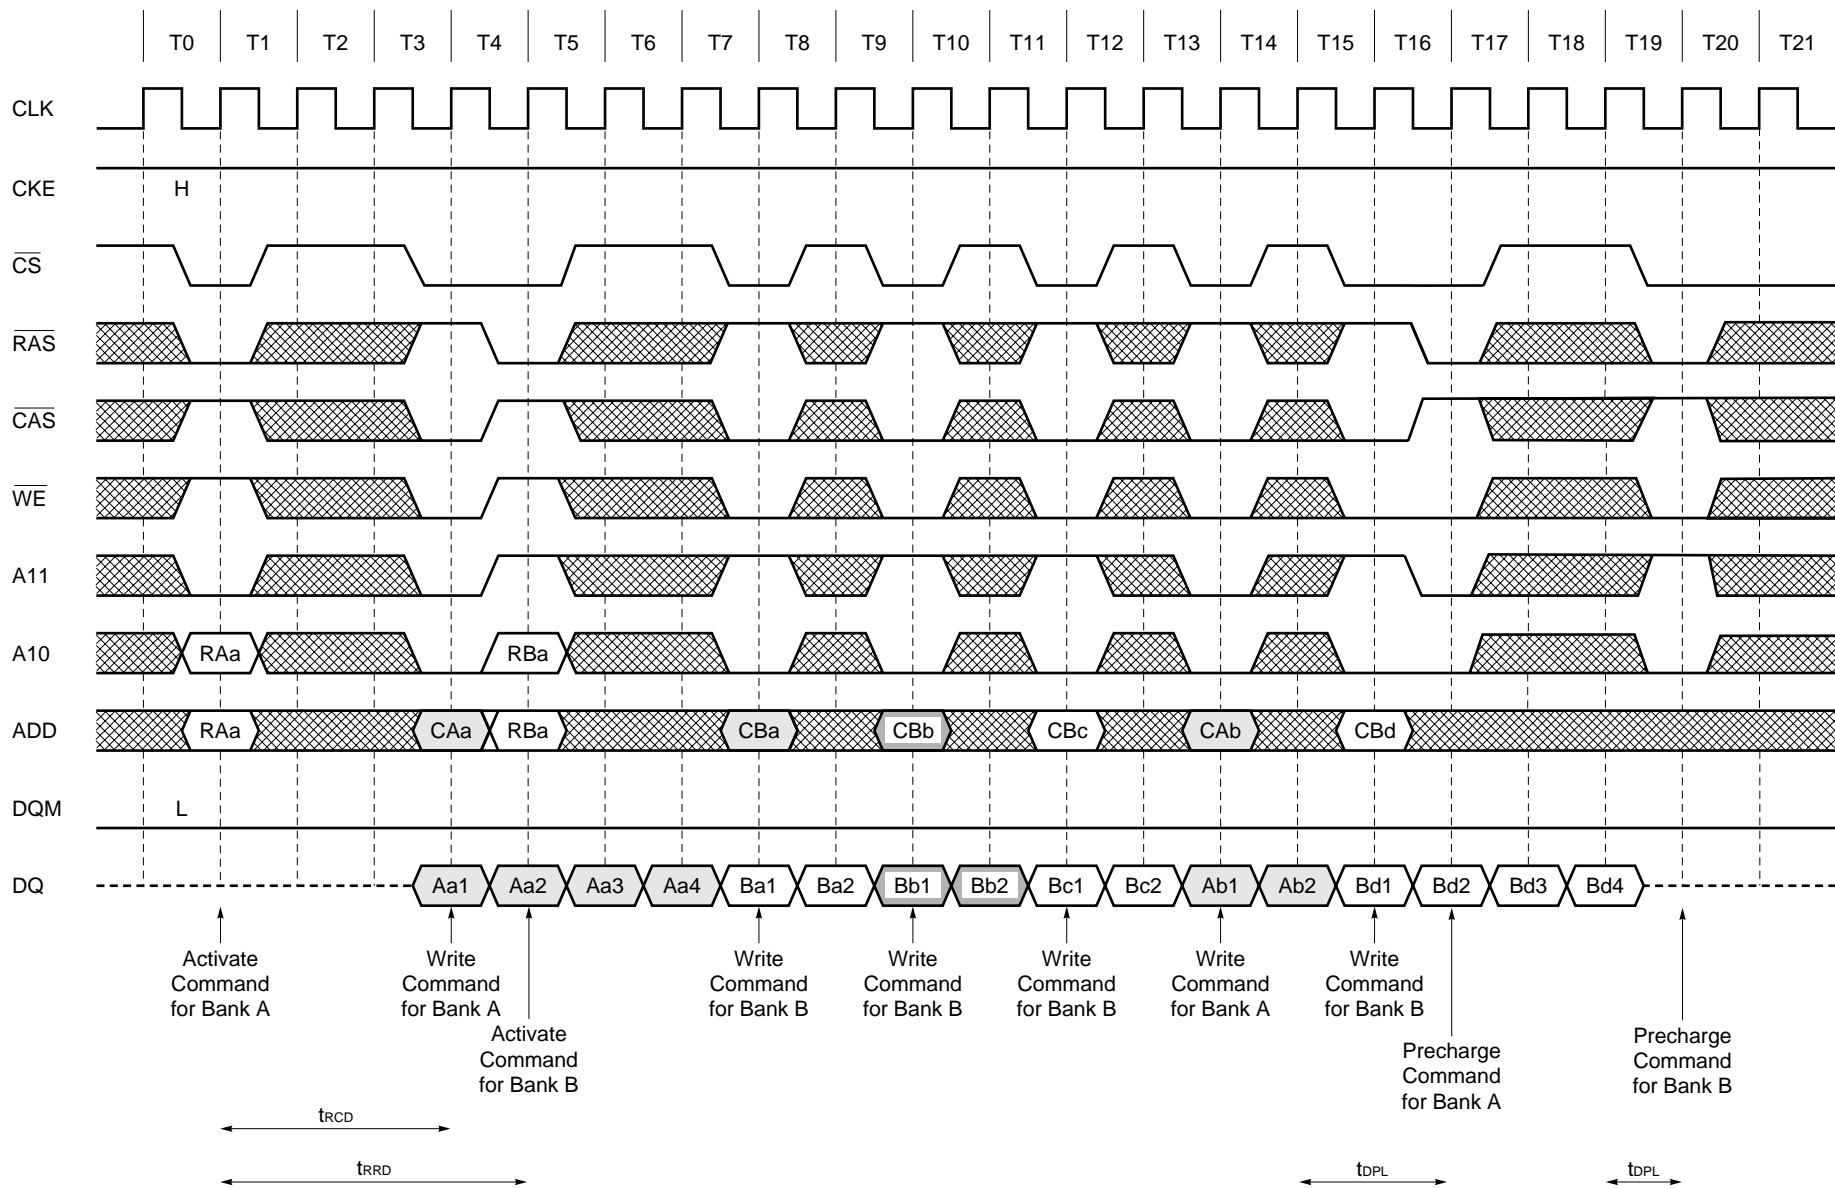 T0 T1 T2 T3 T4 T5 T6 T7 T8 T9 T10 T11 T12 T13 T14 T15 T16 T17 T18 T19 T20 T21
CLK
CKE H
CS
RAS
CAS
WE
A11
A10 RAa RBa
ADD RAa CAa RBa CBa CBb CBc CAb CBd
DQM L
DQ Aa1 Aa2 Aa3 Aa4 Ba1 Ba2 Bb1 Bb2 Bc1 Bc2 Ab1 Ab2 Bd1 Bd2 Bd3 Bd4
Activate
Command
for Bank A
Write
Command
for Bank A
Activate
Command
for Bank B
Write
Command
for Bank B
Write
Command
for Bank B
Write
Command
for Bank B
Write
Command
for Bank A
Write
Command
for Bank B
Precharge
Command
for Bank A
Precharge
Command
for Bank B
tRCD
tRRD tDPL tDPL